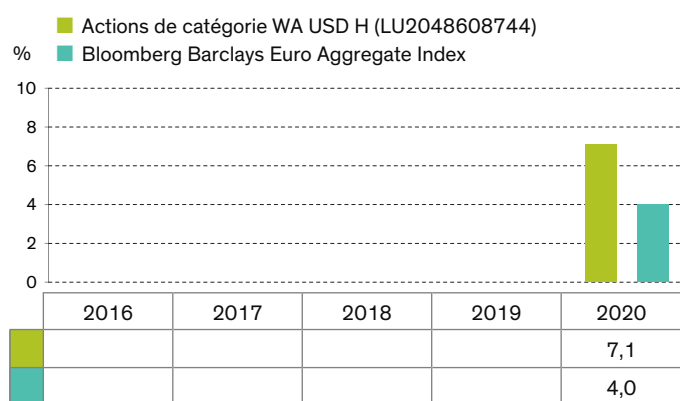 Actions de catégorie WA USD H (LU2048608744)
% Bloomberg Barclays Euro Aggregate Index
10
8
6
4
2
0
2016 2017 2018 2019 2020
7,1
4,0